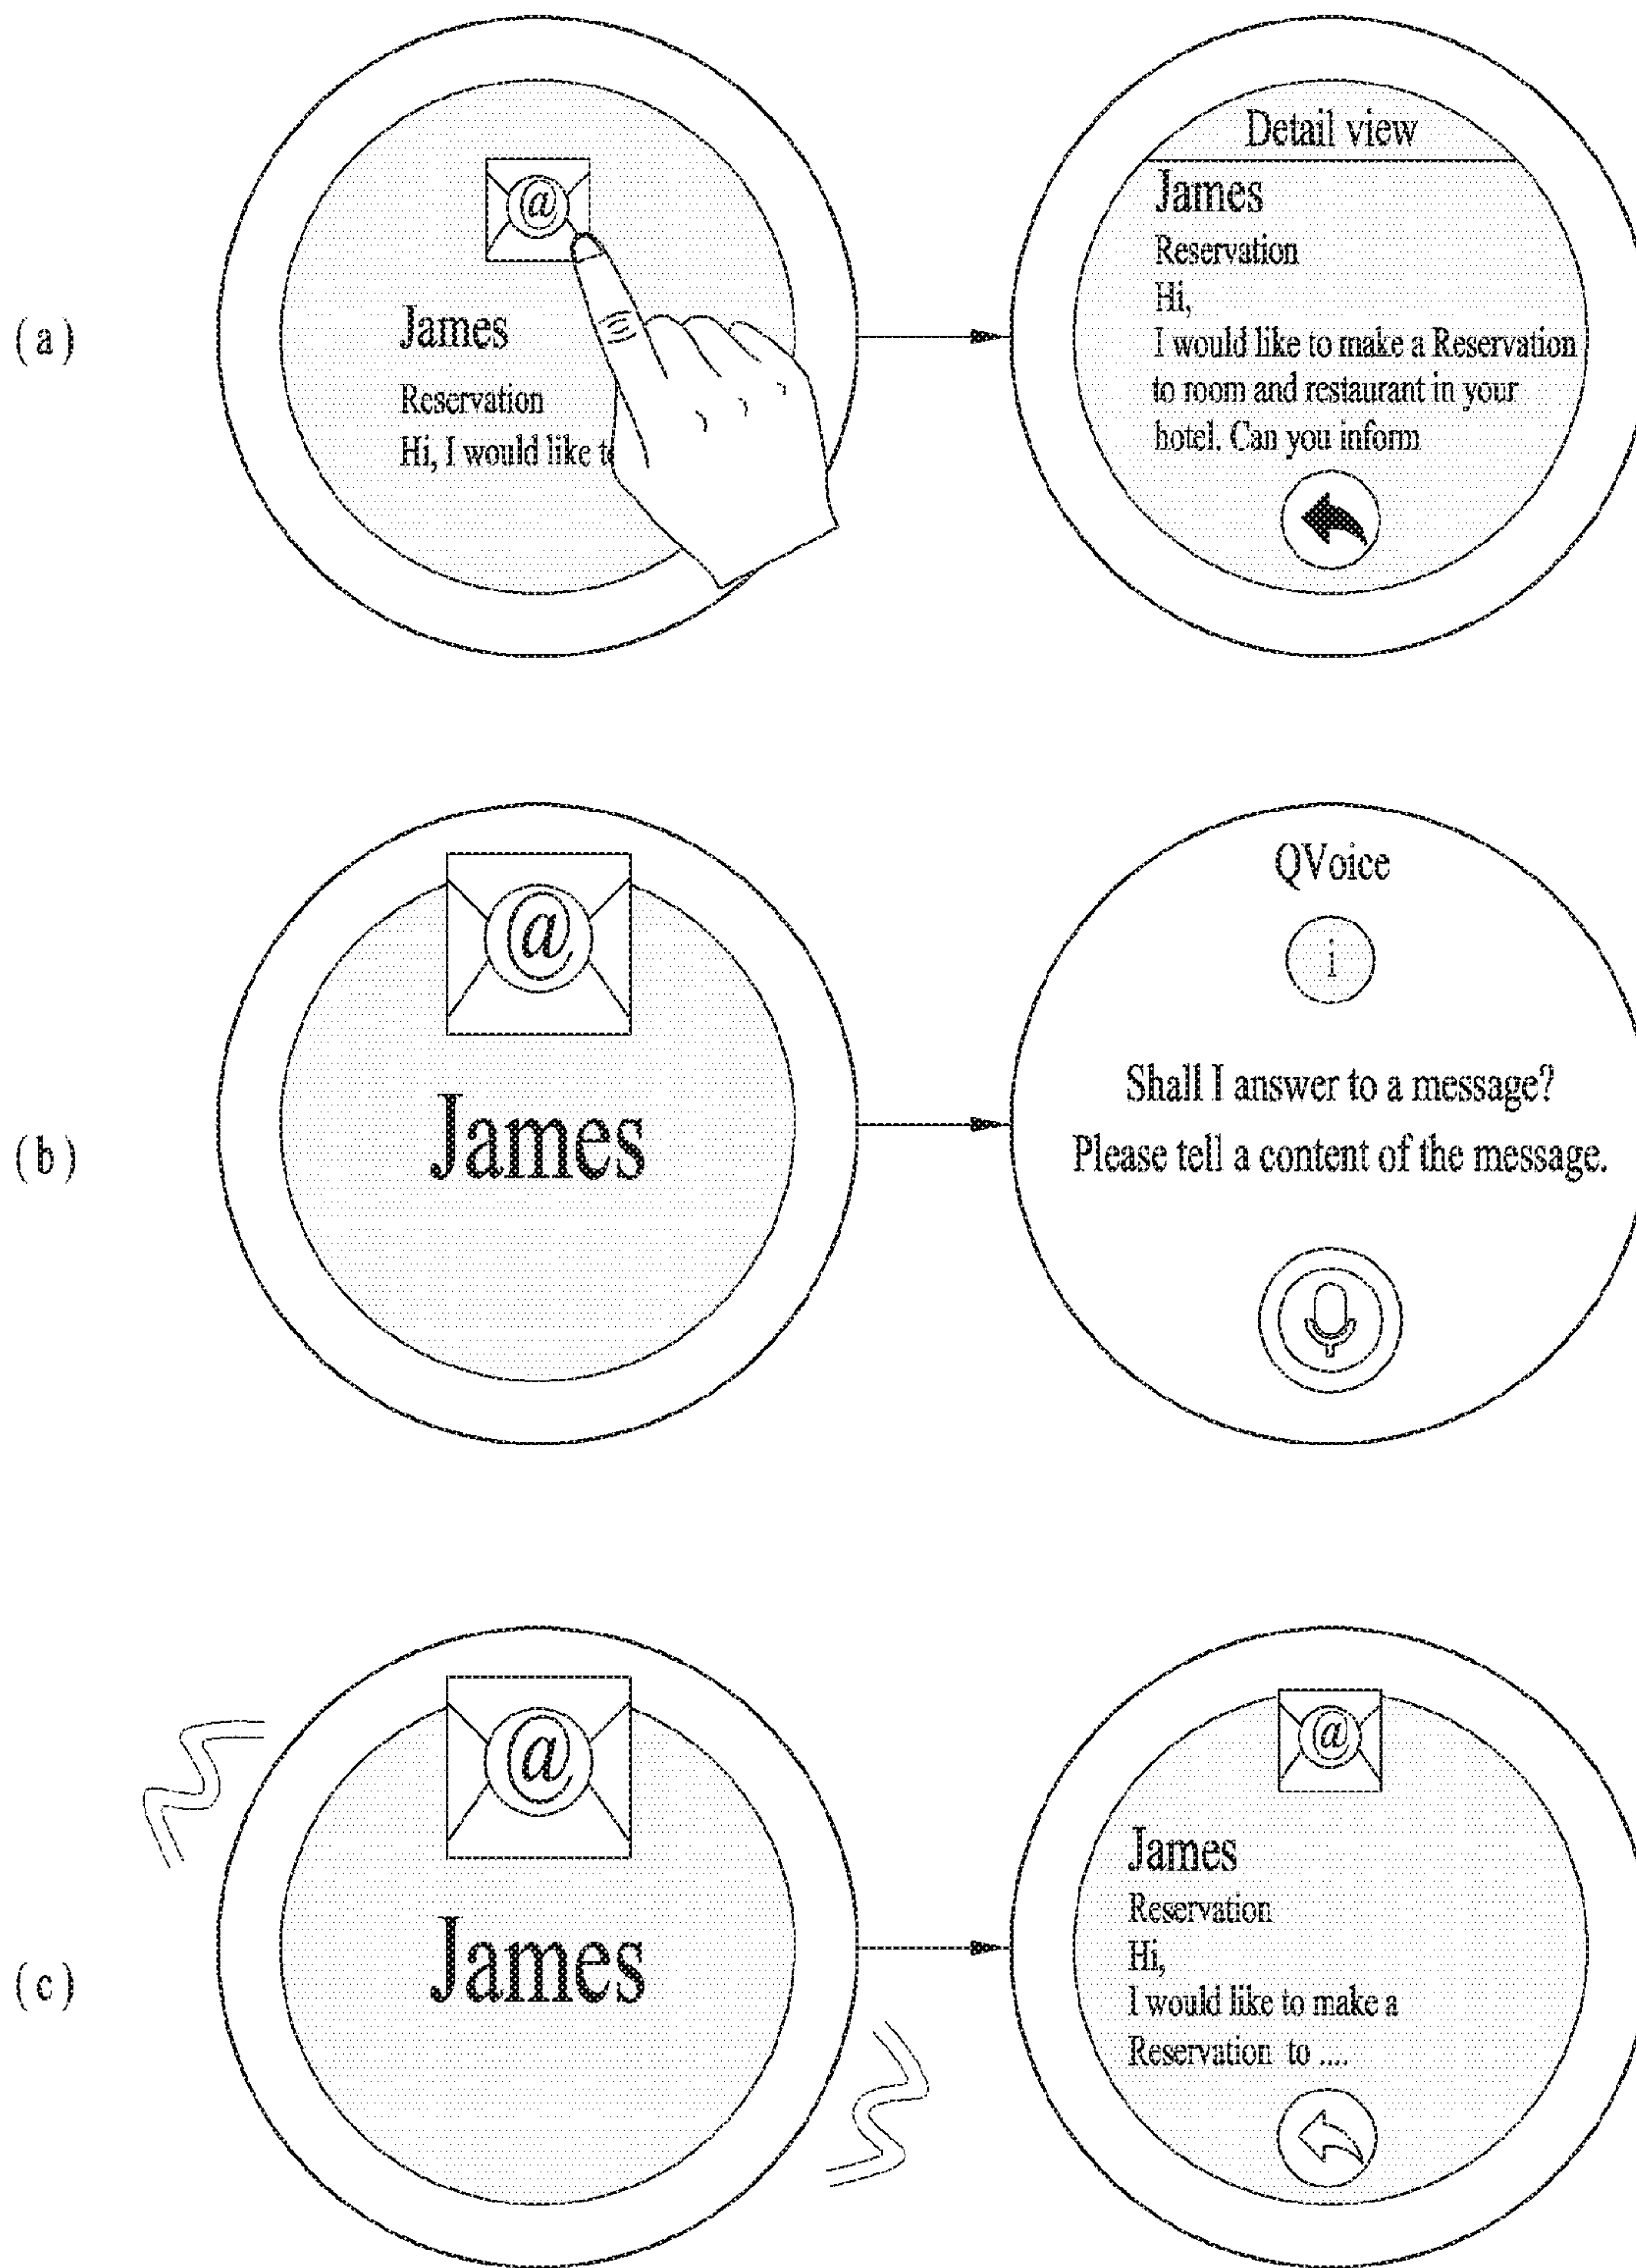 (a)
@
James
Reservation
Hi, I would like
Detail view
James
Reservation
Hi,
I would like to make a Reservation
to room and restaurant in your
hotel. Can you inform
(b)
@
James
QVoice
i
Shall I answer to a message?
Please tell a content of the message.
(c)
@
James
@
James
Reservation
Hi,
I would like to make a
Reservation to ....